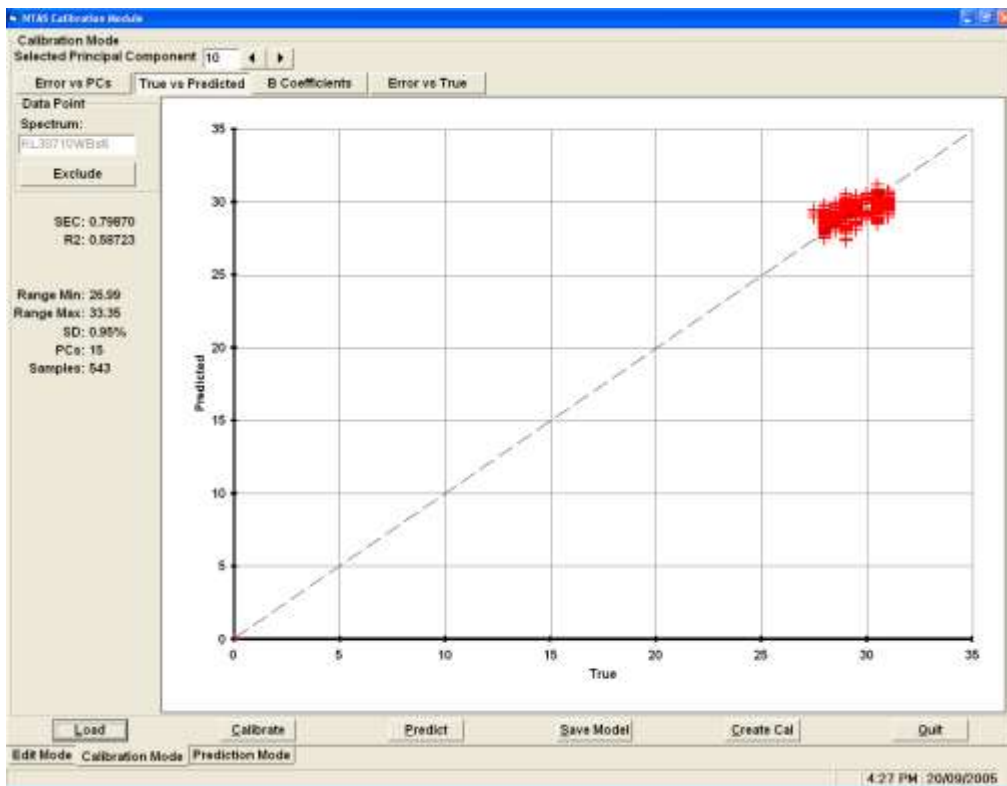 NTAS Calibration Module
Calibration Mode
Selected Principal Component 10
Error vs PCs
True vs Predicted
B Coefficients
Error vs True
Data Point
Spectrum:
Exclude
SEC: 0.79870
R2: 0.58723
Range Min: 26.99
Range Max: 33.35
SD: 0.95%
PCs: 15
Samples: 543
Predicted
35
30
25
20
15
10
5
0
0 5 10 15 20 25 30 35
True
Load
Calibrate
Predict
Save Model
Create Cal
Quit
Edit Mode
Calibration Mode
Prediction Mode
4:27 PM 20/09/2005